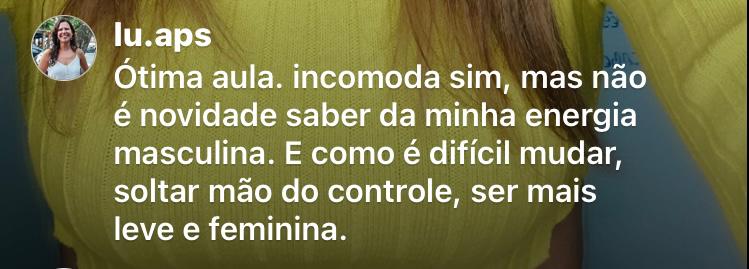 lu.aps
Ótima aula. incomoda sim, mas não
é novidade saber da minha energia
masculina. E como é difícil mudar,
soltar mão do controle, ser mais
leve e feminina.